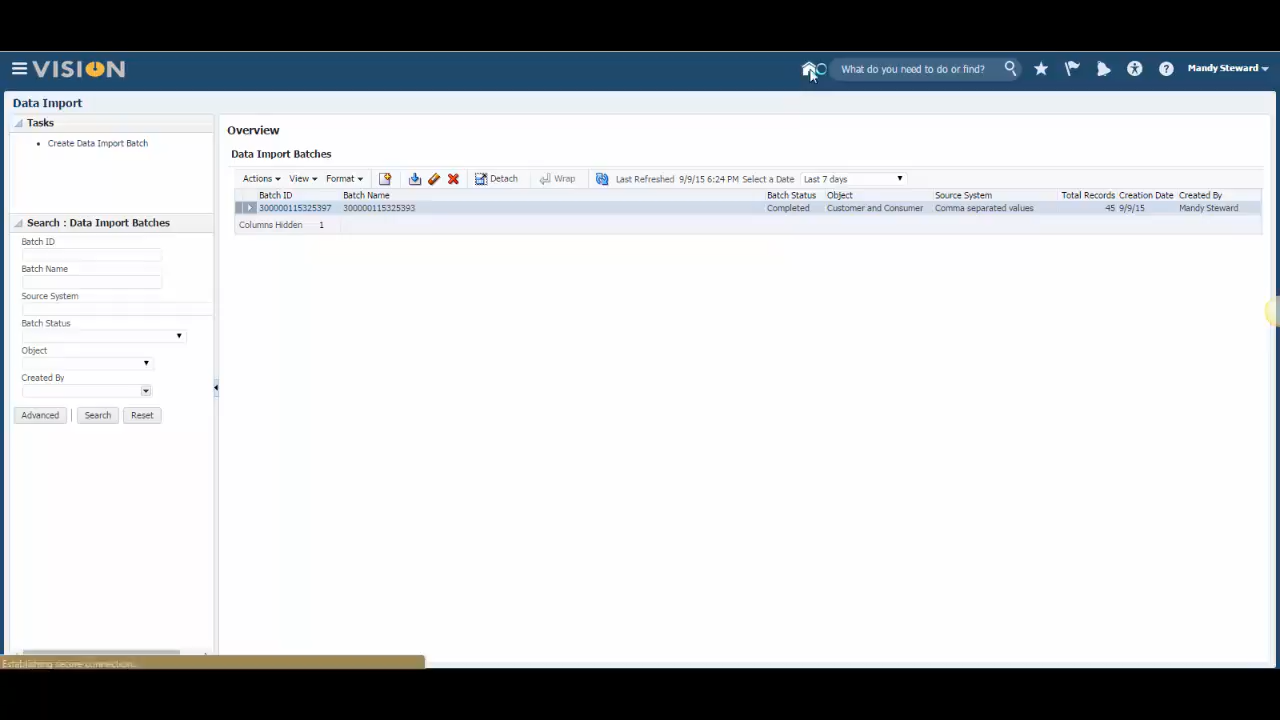 VISION
What do you need to do or find?
Mandy Steward
Data Import
Tasks
Create Data Import Batch
Search : Data Import Batches
Batch ID
Batch Name
Source System
Batch Status
Object
Created By
Advanced
Search
Reset
Overview
Data Import Batches
Actions View Format Detach Wrap Last Refreshed 9/9/15 6:24 PM Select a Date Last 7 days
Batch ID Batch Name Batch Status Object Source System Total Records Creation Date Created By
300000115325397 300000115325393 Completed Customer and Consumer Comma separated values 45 9/9/15 Mandy Steward
Columns Hidden 1
Establishing secure connection...